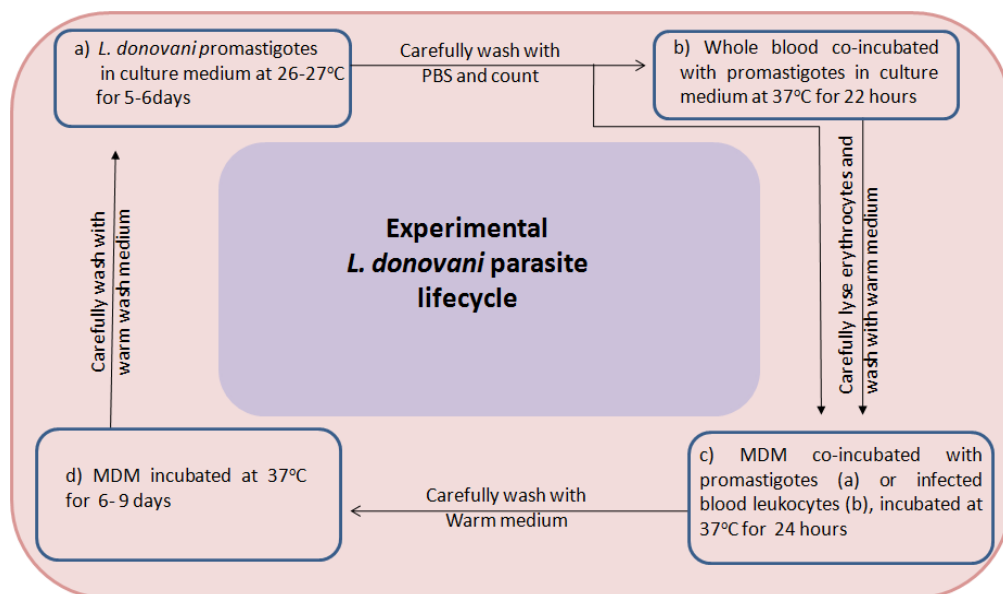 a) L. donovani promastigotes
in culture medium at 26-27°C
for 5-6days
Carefully wash with
PBS and count
b) Whole blood co-incubated
with promastigotes in culture
medium at 37°C for 22 hours
Carefully lyse erythrocytes and
wash with warm medium
Experimental
L. donovani parasite
lifecycle
Carefully wash with
warm wash medium
d) MDM incubated at 37°C
for 6- 9 days
Carefully wash with
Warm medium
c) MDM co-incubated with
promastigotes (a) or infected
blood leukocytes (b), incubated at
37°C for 24 hours